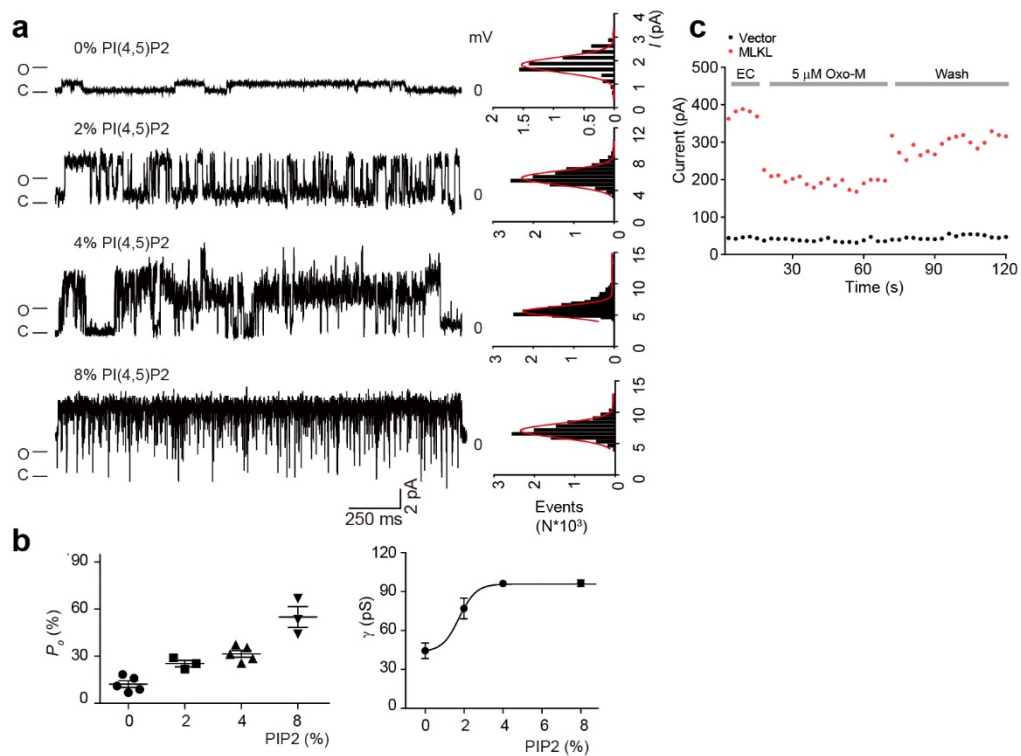 a
0% PI(4,5)P2
mV
O
C
0
0 1 2 3 4
I (pA)
2 1.5 1 0.5 0
2% PI(4,5)P2
O
C
0
0 4 8 12
3 2 1 0
4% PI(4,5)P2
O
C
0
0 5 10 15
3 2 1 0
8% PI(4,5)P2
O
C
0
0 5 10 15
3 2 1 0
250 ms
2 pA
Events
(N*10³)
b
Pₒ (%)
90
60
30
0
0 2 4 8
PIP2 (%)
γ (pS)
120
90
60
30
0
0 2 4 6 8
PIP2 (%)
c
Vector
MLKL
EC 5 μM Oxo-M Wash
Current (pA)
500
400
300
200
100
0
30 60 90 120
Time (s)